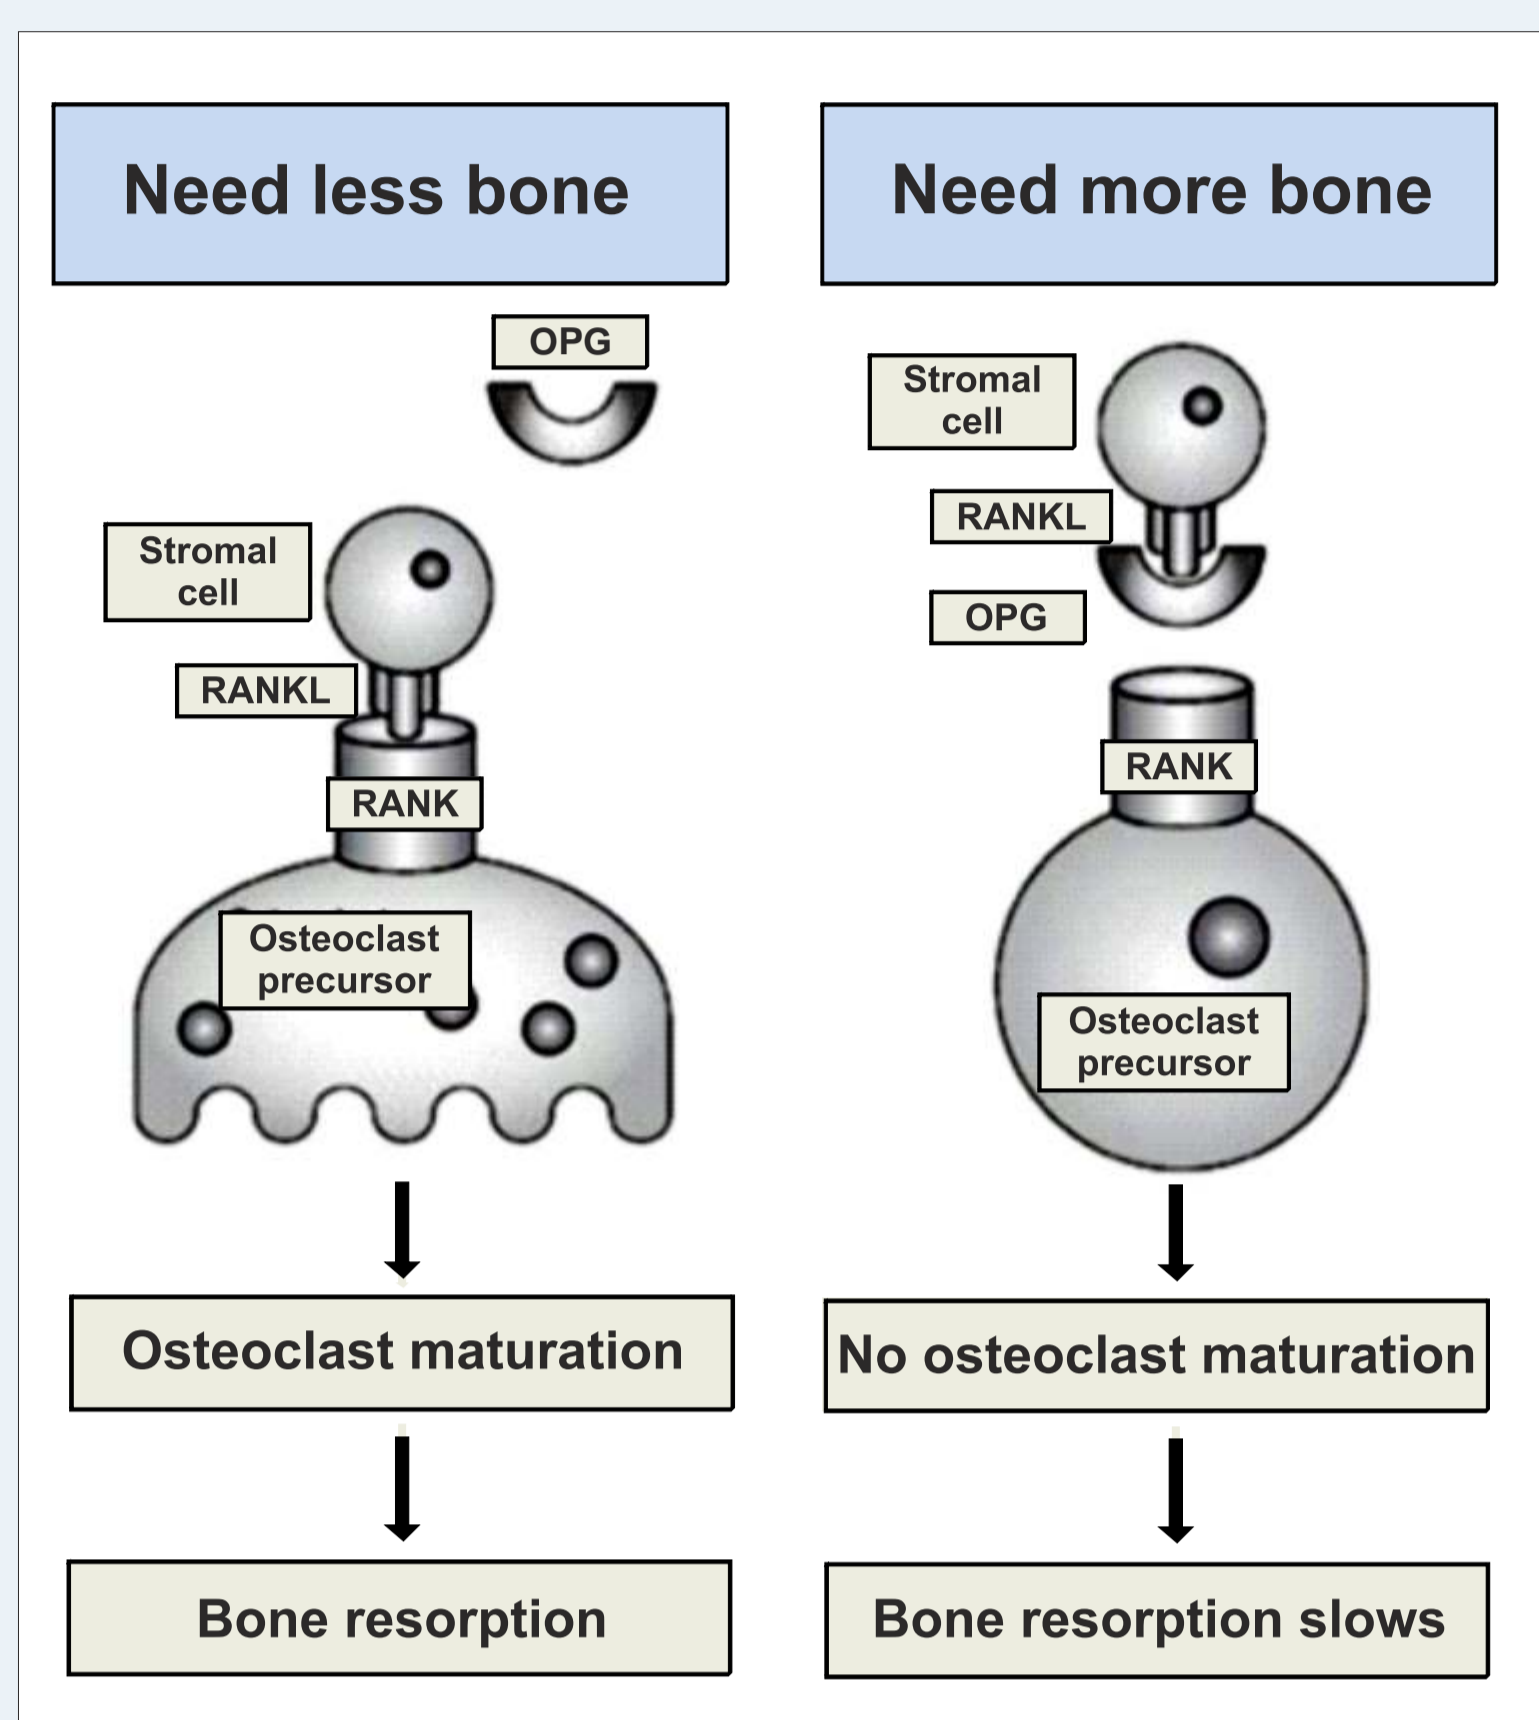 Need less bone
OPG
Stromal
cell
RANKL
RANK
Osteoclast
precursor
Osteoclast maturation
Bone resorption
Need more bone
Stromal
cell
RANKL
OPG
RANK
Osteoclast
precursor
No osteoclast maturation
Bone resorption slows